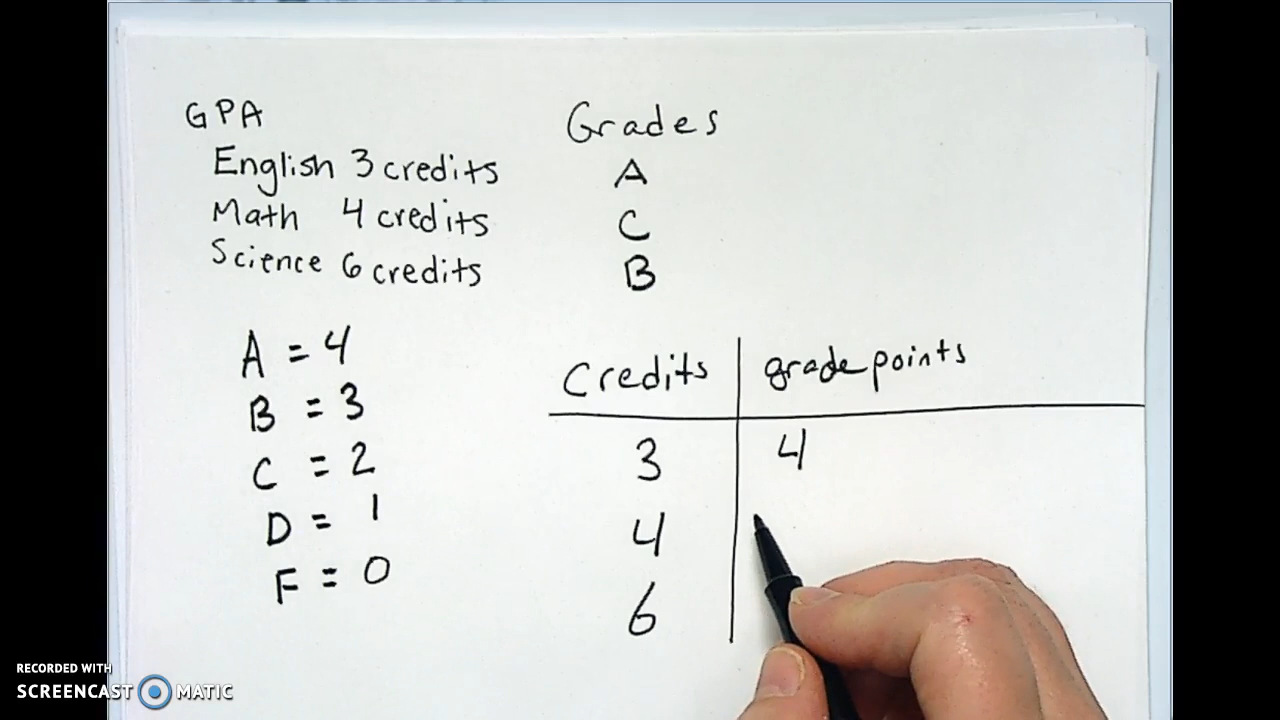 GPA
English 3 credits
Math 4 credits
Science 6 credits
Grades
A
C
B
A = 4
B = 3
C = 2
D = 1
F = 0
Credits grade points
3 4
4
6
RECORDED WITH
SCREENCAST MATIC